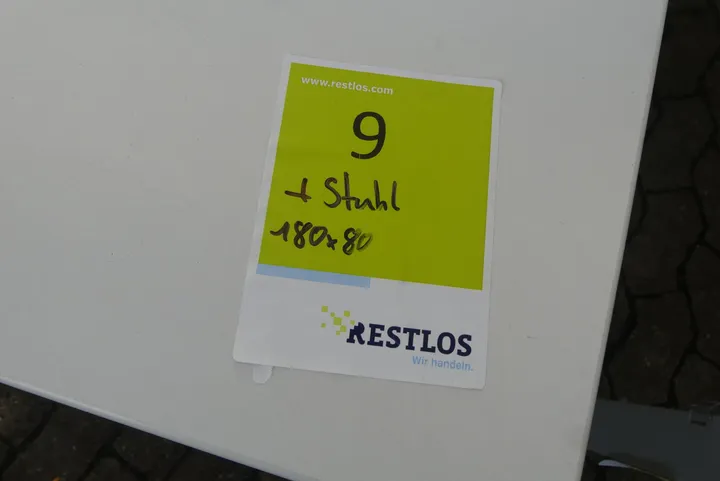 www.restlos.com
9
+ Stuhl
180x80
RESTLOS
Wir handeln.